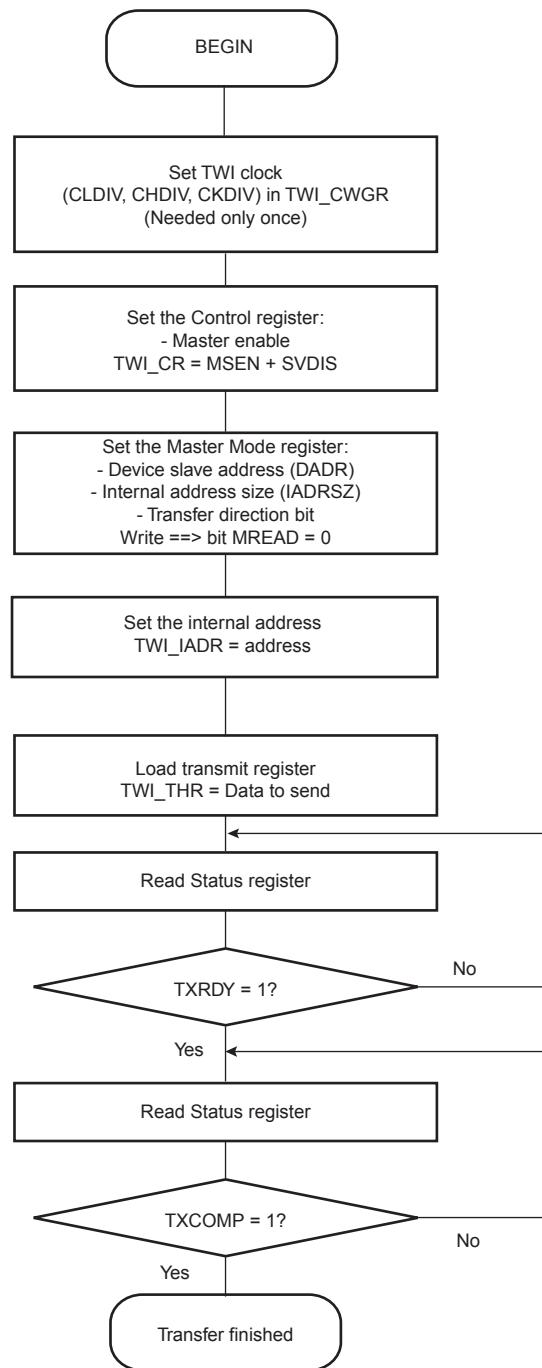 BEGIN
Set TWI clock
(CLDIV, CHDIV, CKDIV) in TWI_CWGR
(Needed only once)
Set the Control register:
- Master enable
TWI_CR = MSEN + SVDIS
Set the Master Mode register:
- Device slave address (DADR)
- Internal address size (IADRSZ)
- Transfer direction bit
Write ==> bit MREAD = 0
Set the internal address
TWI_IADR = address
Load transmit register
TWI_THR = Data to send
Read Status register
No
TXRDY = 1?
Yes
Read Status register
TXCOMP = 1?
No
Yes
Transfer finished